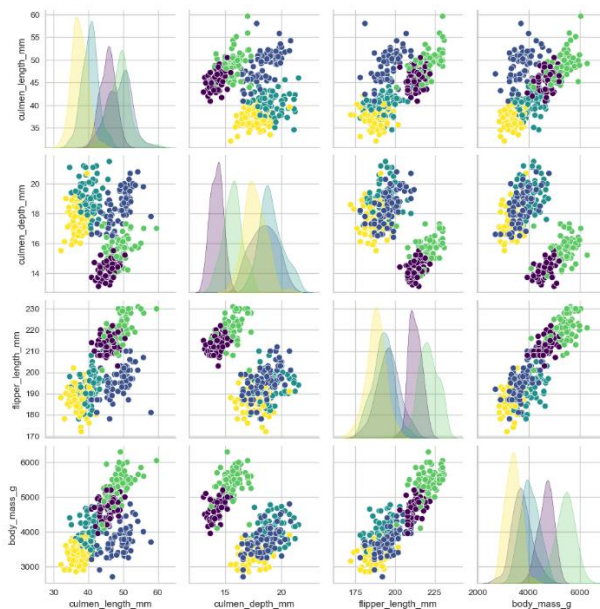 60
55
50
45
40
35
culmen_length_mm
20
18
16
14
culmen_depth_mm
230
220
210
200
190
180
172
flipper_length_mm
6000
5000
4000
3000
body_mass_g
30 40 50 60
culmen_length_mm
15 20
culmen_depth_mm
175 200 225
flipper_length_mm
2000 4000 6000
body_mass_g